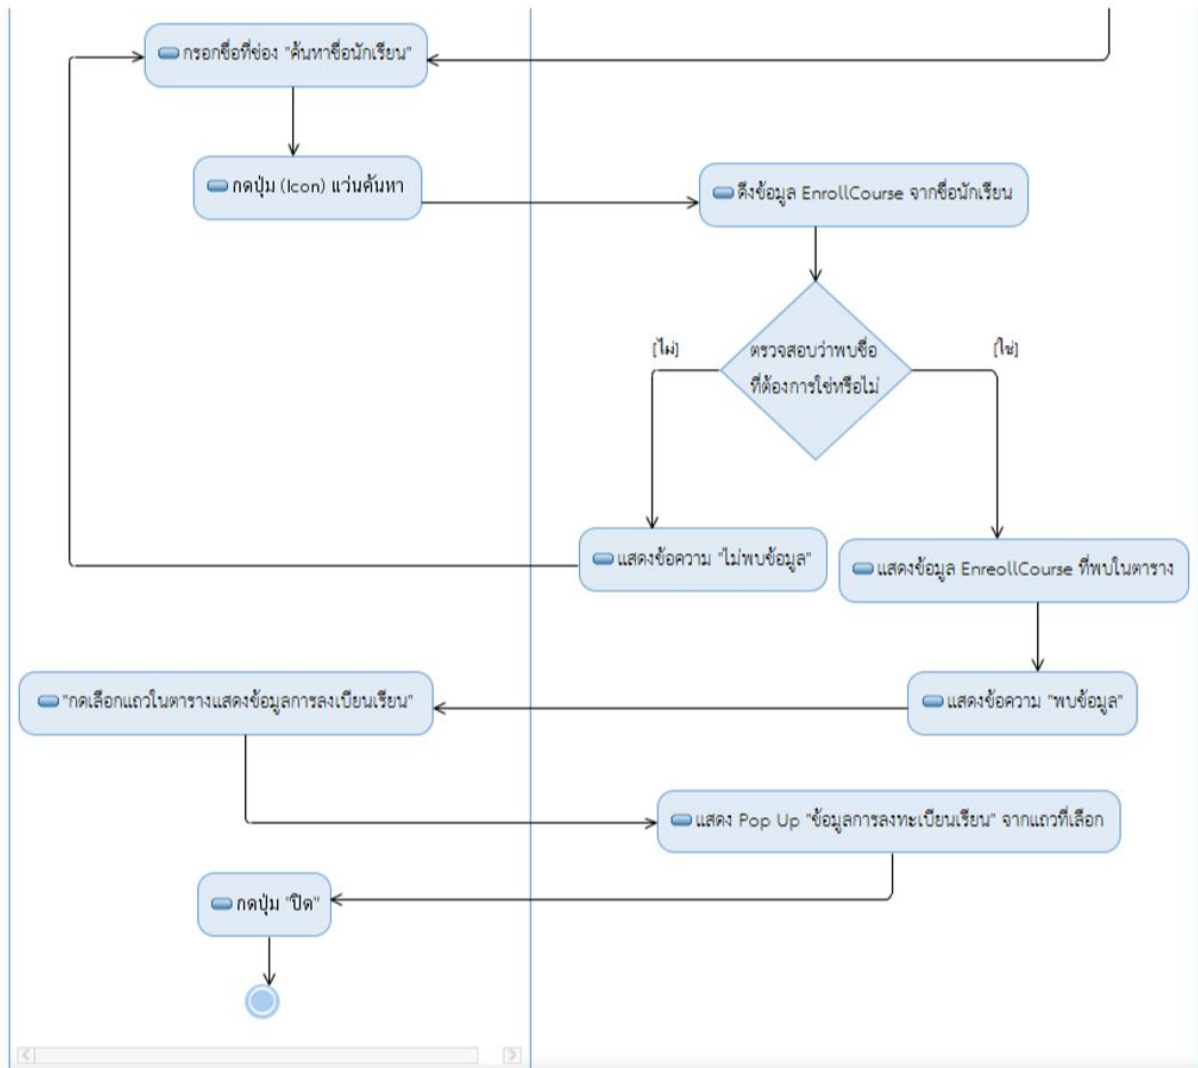 กรอกชื่อที่ช่อง "ค้นหาชื่อนักเรียน"
กดปุ่ม (Icon) แว่นค้นหา
ดึงข้อมูล EnrollCourse จากชื่อนักเรียน
[ไม่]
ตรวจสอบว่าพบชื่อ
ที่ต้องการใช่หรือไม่
[ใช่]
แสดงข้อความ "ไม่พบข้อมูล"
แสดงข้อมูล EnreollCourse ที่พบในตาราง
"กดเลือกแถวในตารางแสดงข้อมูลการลงเบียนเรียน"
แสดงข้อความ "พบข้อมูล"
แสดง Pop Up "ข้อมูลการลงทะเบียนเรียน" จากแถวที่เลือก
กดปุ่ม "ปิด"